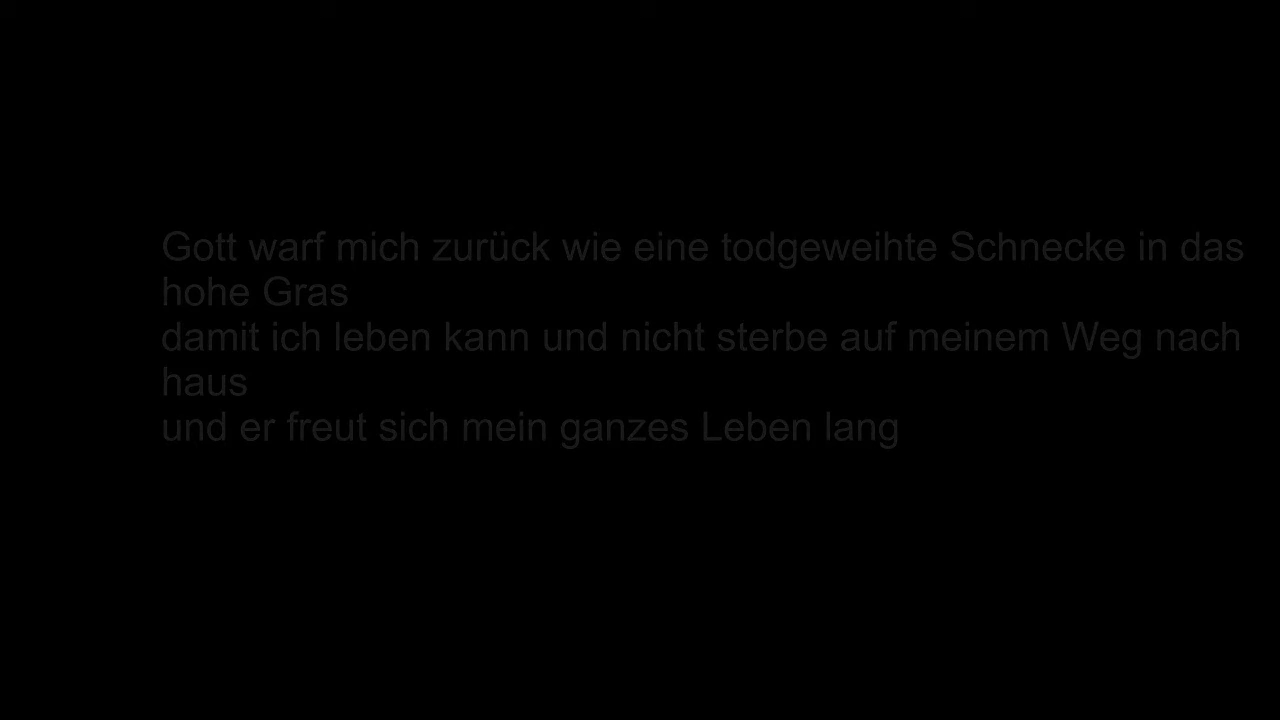 Gott warf mich zurück wie eine todgeweihte Schnecke in das
hohe Gras
damit ich leben kann und nicht sterbe auf meinem Weg nach
haus
und er freut sich mein ganzes Leben lang